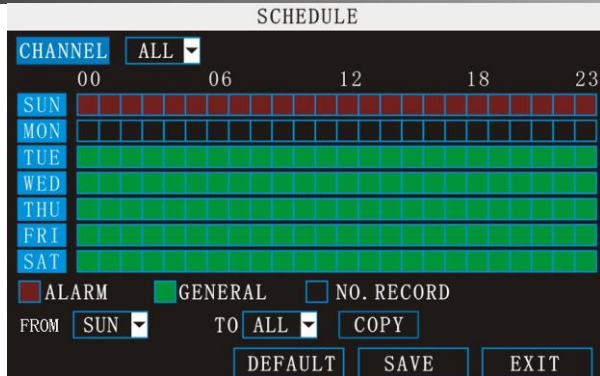 SCHEDULE
CHANNEL ALL
00 06 12 18 23
SUN
MON
TUE
WED
THU
FRI
SAT
ALARM GENERAL NO. RECORD
FROM SUN TO ALL COPY
DEFAULT SAVE EXIT